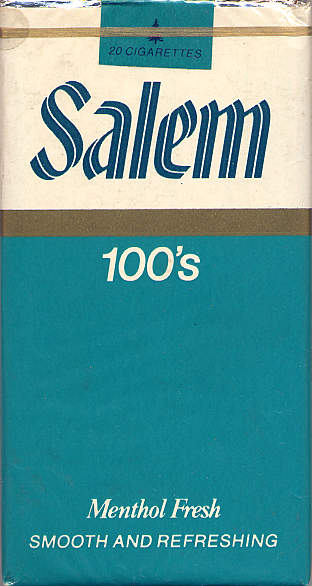 20 CIGARETTES
Salem
100's
Menthol Fresh
SMOOTH AND REFRESHING